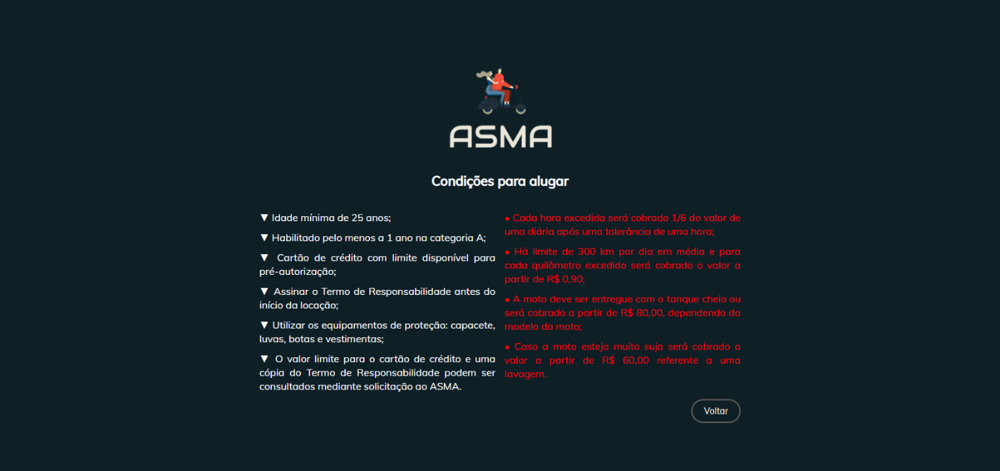 ASMA
Condições para alugar
▼ Idade mínima de 25 anos;
▼ Habilitado pelo menos a 1 ano na categoria A;
▼ Cartão de crédito com limite disponível para
pré-autorização;
▼ Assinar o Termo de Responsabilidade antes do
início da locação;
▼ Utilizar os equipamentos de proteção: capacete,
luvas, botas e vestimentas;
▼ O valor limite para o cartão de crédito e uma
cópia do Termo de Responsabilidade podem ser
consultados mediante solicitação ao ASMA.
● Cada hora excedida será cobrado 1/6 do valor de
uma diária após uma tolerância de uma hora;
● Há limite de 300 km por dia em média e para
cada quilômetro excedido será cobrado o valor a
partir de R$ 0,90;
● A moto deve ser entregue com o tanque cheio ou
será cobrado a partir de R$ 80,00, dependendo do
modelo da moto;
● Caso a moto esteja muito suja será cobrado o
valor a partir de R$ 60,00 referente a uma
lavagem.
Voltar